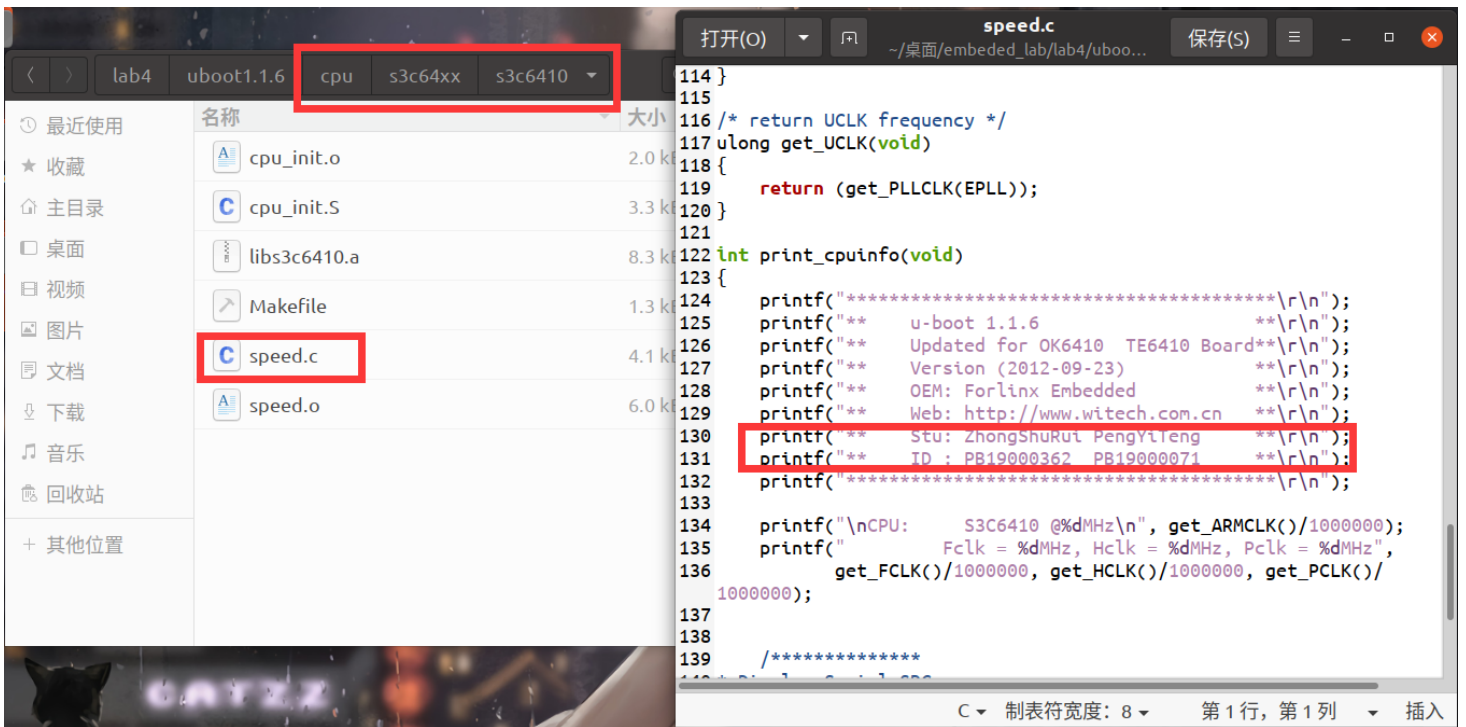 lab4 uboot1.1.6 cpu s3c64xx s3c6410
最近使用
收藏
主目录
桌面
视频
图片
文档
下载
音乐
回收站
+ 其他位置
名称 大小
cpu_init.o 2.0 k
cpu_init.S 3.3 k
libs3c6410.a 8.3 k
Makefile 1.3 k
speed.c 4.1 k
speed.o 6.0 k
CATZZ
打开(O) speed.c 保存(S)
~/桌面/embeded_lab/lab4/uboo...
114 }
115
116 /* return UCLK frequency */
117 ulong get_UCLK(void)
118 {
119     return (get_PLLCLK(EPLL));
120 }
121
122 int print_cpuinfo(void)
123 {
124     printf("****************************************\r\n");
125     printf("**    u-boot 1.1.6                    **\r\n");
126     printf("**    Updated for OK6410  TE6410 Board**\r\n");
127     printf("**    Version (2012-09-23)            **\r\n");
128     printf("**    OEM: Forlinx Embedded           **\r\n");
129     printf("**    Web: http://www.witech.com.cn   **\r\n");
130     printf("**    Stu: ZhongShuRui PengYiTeng     **\r\n");
131     printf("**    ID : PB19000362  PB19000071     **\r\n");
132     printf("****************************************\r\n");
133
134     printf("\nCPU:     S3C6410 @%dMHz\n", get_ARMCLK()/1000000);
135     printf("         Fclk = %dMHz, Hclk = %dMHz, Pclk = %dMHz",
136            get_FCLK()/1000000, get_HCLK()/1000000, get_PCLK()/
1000000);
137
138
139     /**************
C 制表符宽度：8 第 1 行，第 1 列 插入